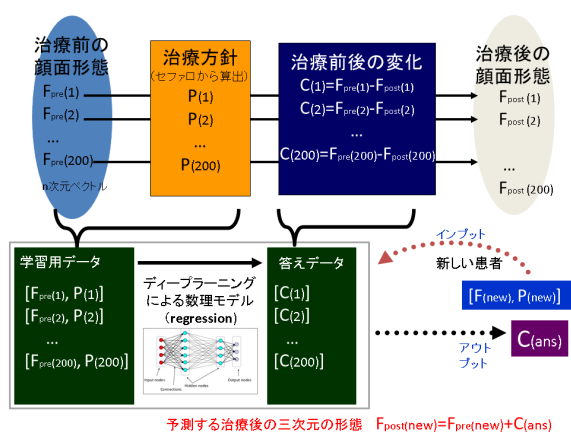 治療前の
顔面形態
Fpre(1)
Fpre(2)
...
Fpre(200)
n次元ベクトル
治療方針
(セファロから算出)
P(1)
P(2)
...
P(200)
治療前後の変化
C(1)=Fpre(1)-Fpost(1)
C(2)=Fpre(2)-Fpost(2)
...
C(200)=Fpre(200)-Fpost(200)
治療後の
顔面形態
Fpost(1)
Fpost(2)
...
Fpost(200)
学習用データ
[Fpre(1), P(1)]
[Fpre(2), P(2)]
...
[Fpre(200), P(200)]
ディープラーニング
による数理モデル
(regression)
Input nodes
Connections
Hidden nodes
Output nodes
答えデータ
[C(1)]
[C(2)]
...
[C(200)]
インプット
新しい患者
[F(new), P(new)]
C(ans)
アウト
プット
予測する治療後の三次元の形態 Fpost(new)=Fpre(new)+C(ans)